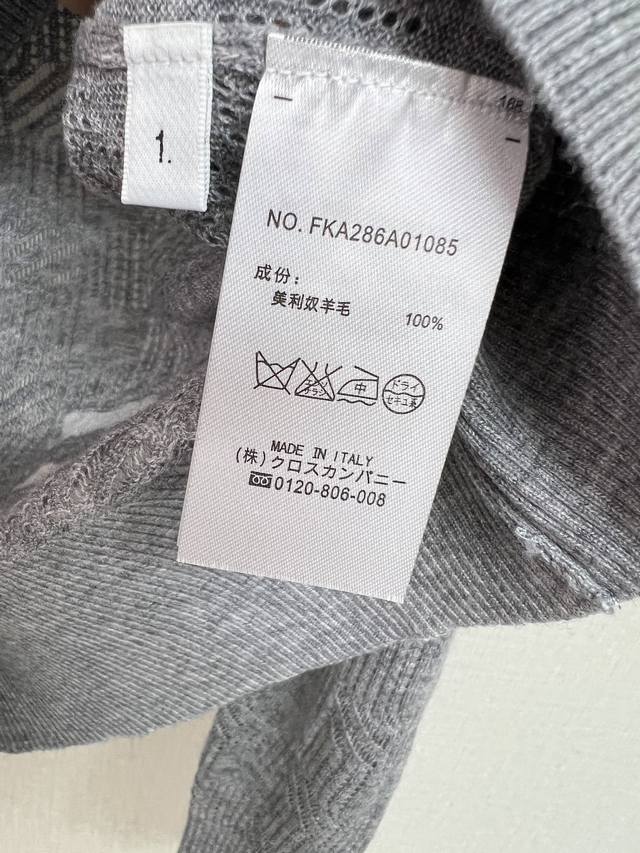 1.
NO. FKA286A01085
成份：
美利奴羊毛 100%
中
ドライ
セキユ系
MADE IN ITALY
(株)クロスカンパニー
0120-806-008